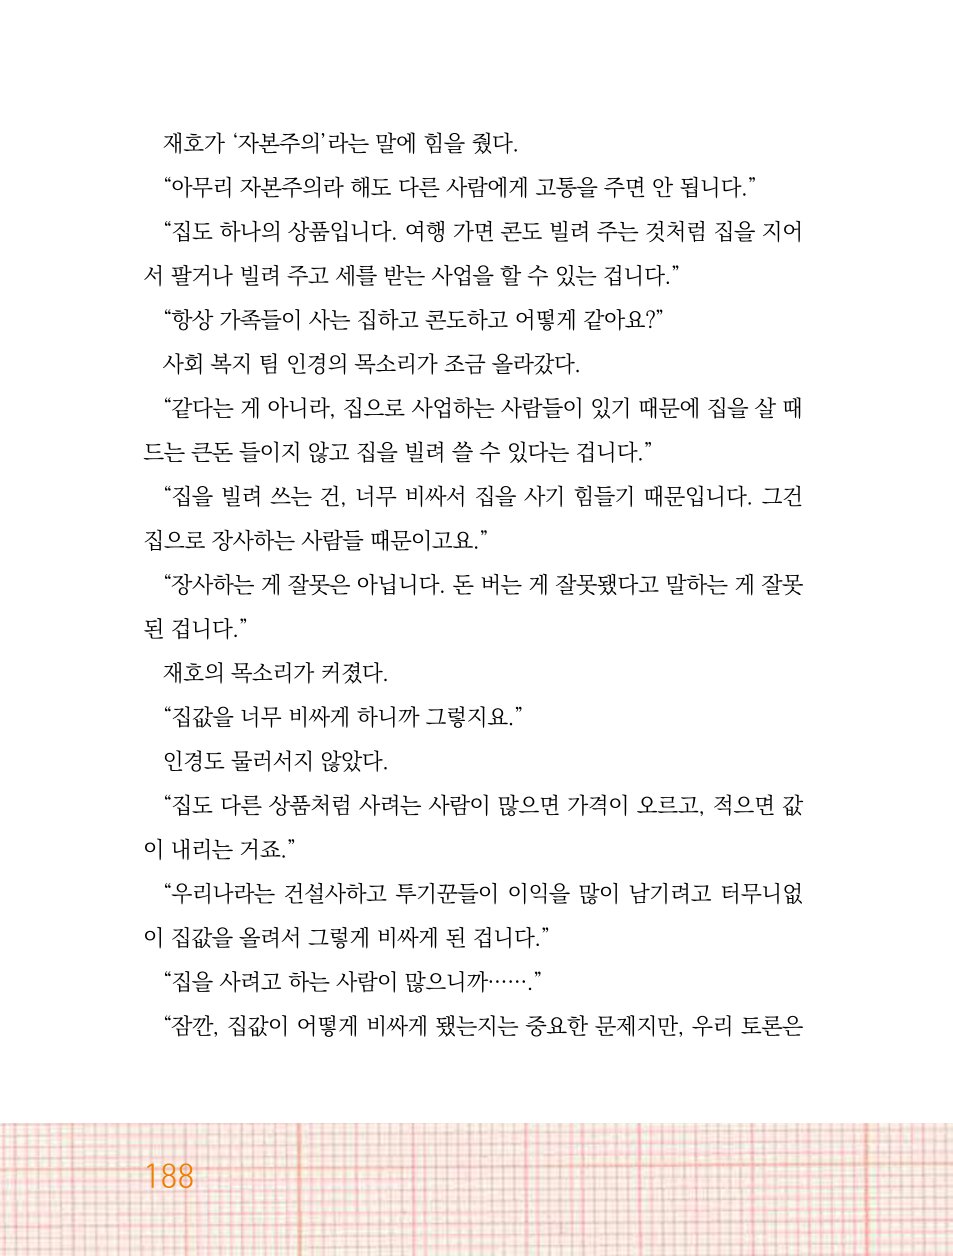 재호가 ‘자본주의’라는 말에 힘을 줬다.
“아무리 자본주의라 해도 다른 사람에게 고통을 주면 안 됩니다.”
“집도 하나의 상품입니다. 여행 가면 콘도 빌려 주는 것처럼 집을 지어
서 팔거나 빌려 주고 세를 받는 사업을 할 수 있는 겁니다.”
“항상 가족들이 사는 집하고 콘도하고 어떻게 같아요?”
사회 복지 팀 인경의 목소리가 조금 올라갔다.
“같다는 게 아니라, 집으로 사업하는 사람들이 있기 때문에 집을 살 때
드는 큰돈 들이지 않고 집을 빌려 쓸 수 있다는 겁니다.”
“집을 빌려 쓰는 건, 너무 비싸서 집을 사기 힘들기 때문입니다. 그건
집으로 장사하는 사람들 때문이고요.”
“장사하는 게 잘못은 아닙니다. 돈 버는 게 잘못됐다고 말하는 게 잘못
된 겁니다.”
재호의 목소리가 커졌다.
“집값을 너무 비싸게 하니까 그렇지요.”
인경도 물러서지 않았다.
“집도 다른 상품처럼 사려는 사람이 많으면 가격이 오르고, 적으면 값
이 내리는 거죠.”
“우리나라는 건설사하고 투기꾼들이 이익을 많이 남기려고 터무니없
이 집값을 올려서 그렇게 비싸게 된 겁니다.”
“집을 사려고 하는 사람이 많으니까…….”
“잠깐, 집값이 어떻게 비싸게 됐는지는 중요한 문제지만, 우리 토론은
188